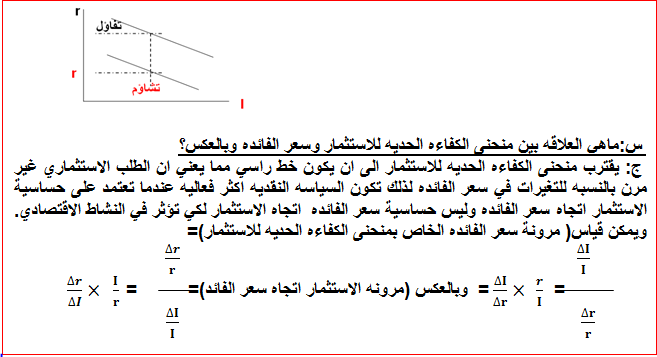 r
تفاؤل
r
تشاؤم
I
س:ماهي العلاقه بين منحنى الكفاءه الحديه للاستثمار وسعر الفائده وبالعكس؟
ج: يقترب منحنى الكفاءه الحديه للاستثمار الى ان يكون خط راسي مما يعني ان الطلب الاستثماري غير
مرن بالنسبه للتغيرات في سعر الفائده لذلك تكون السياسه النقديه اكثر فعاليه عندما تعتمد على حساسية
الاستثمار اتجاه سعر الفائده وليس حساسية سعر الفائده اتجاه الاستثمار لكي تؤثر في النشاط الاقتصادي.
ويمكن قياس( مرونة سعر الفائده الخاص بمنحنى الكفاءه الحديه للاستثمار)=
ΔI/I / Δr/r = ΔI/Δr × r/I = وبالعكس (مرونه الاستثمار اتجاه سعر الفائد)= Δr/r / ΔI/I = Δr/ΔI × I/r